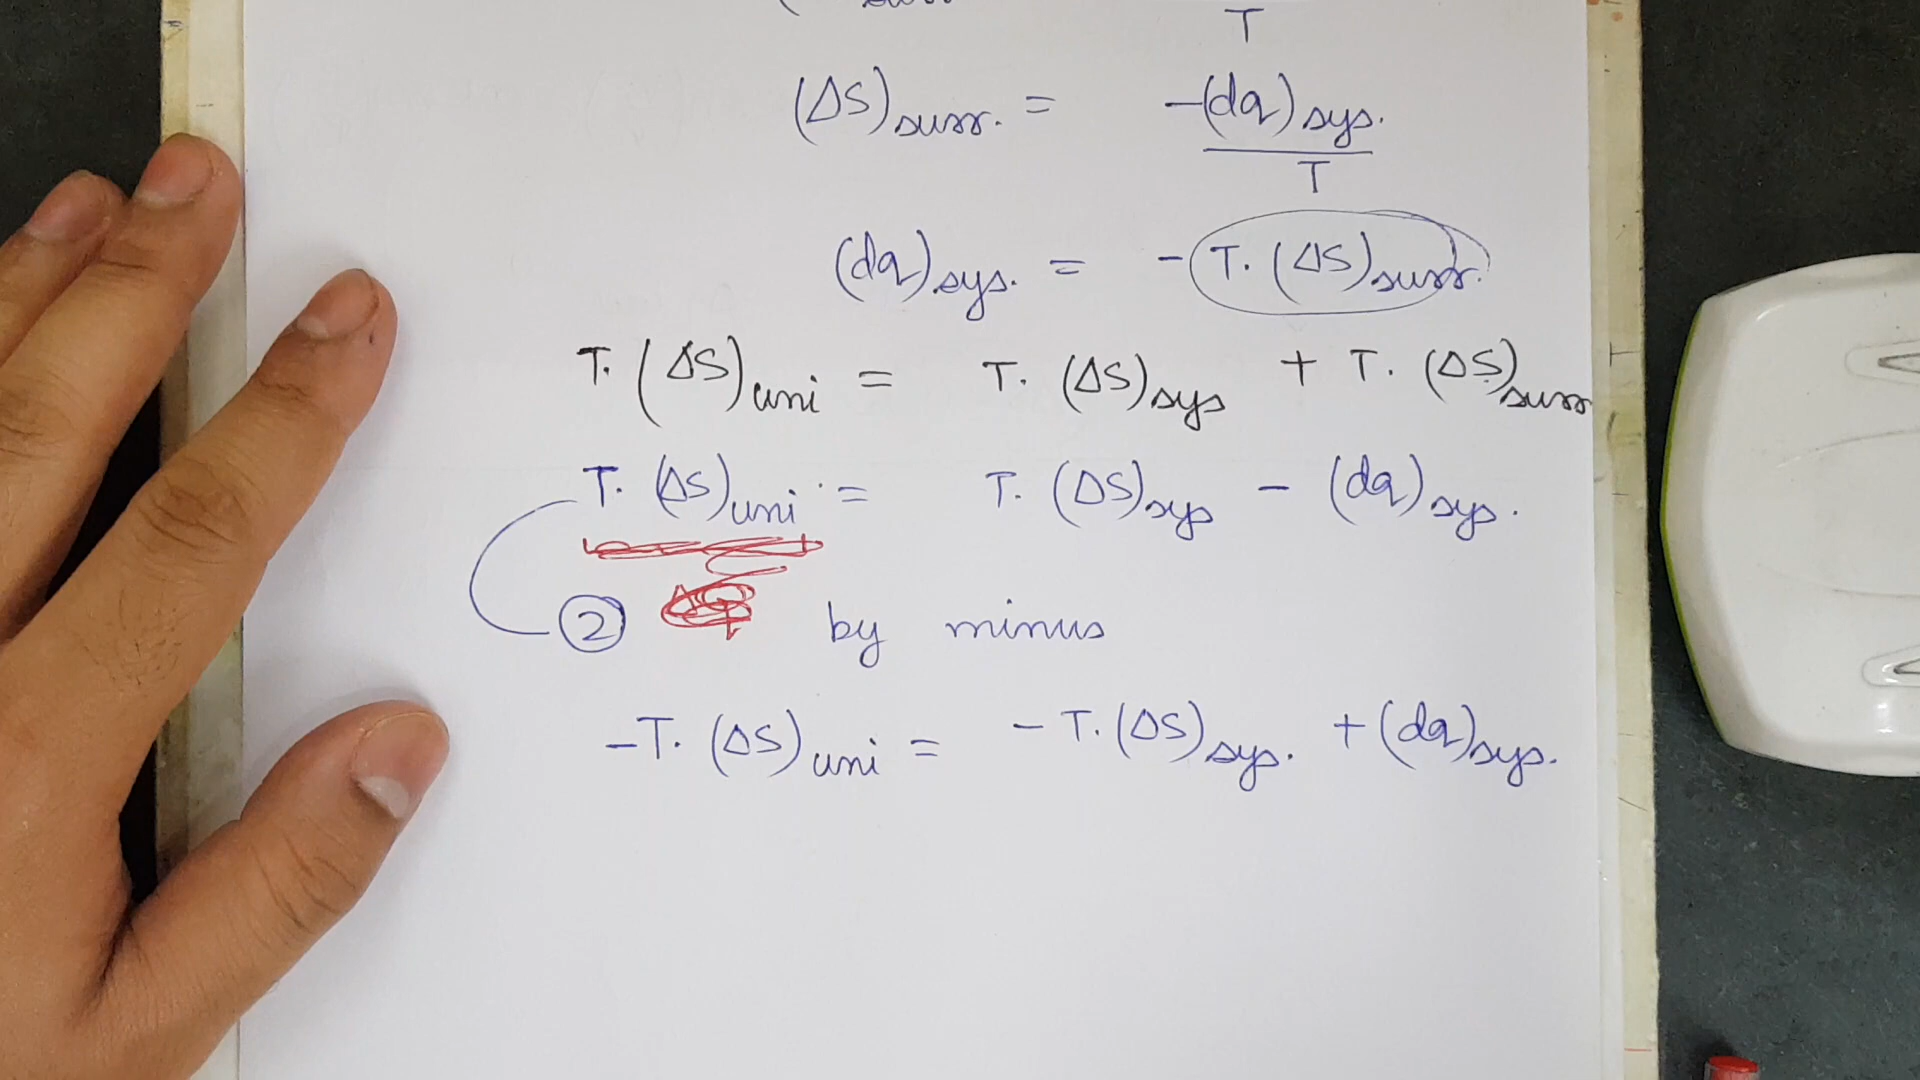 T
(ΔS)surr. = -(dq)sys. / T
(dq)sys. = - T. (ΔS)surr.
T. (ΔS)uni = T. (ΔS)sys + T. (ΔS)surr
T. (ΔS)uni = T. (ΔS)sys - (dq)sys.
② by minus
-T. (ΔS)uni = - T. (ΔS)sys. + (dq)sys.